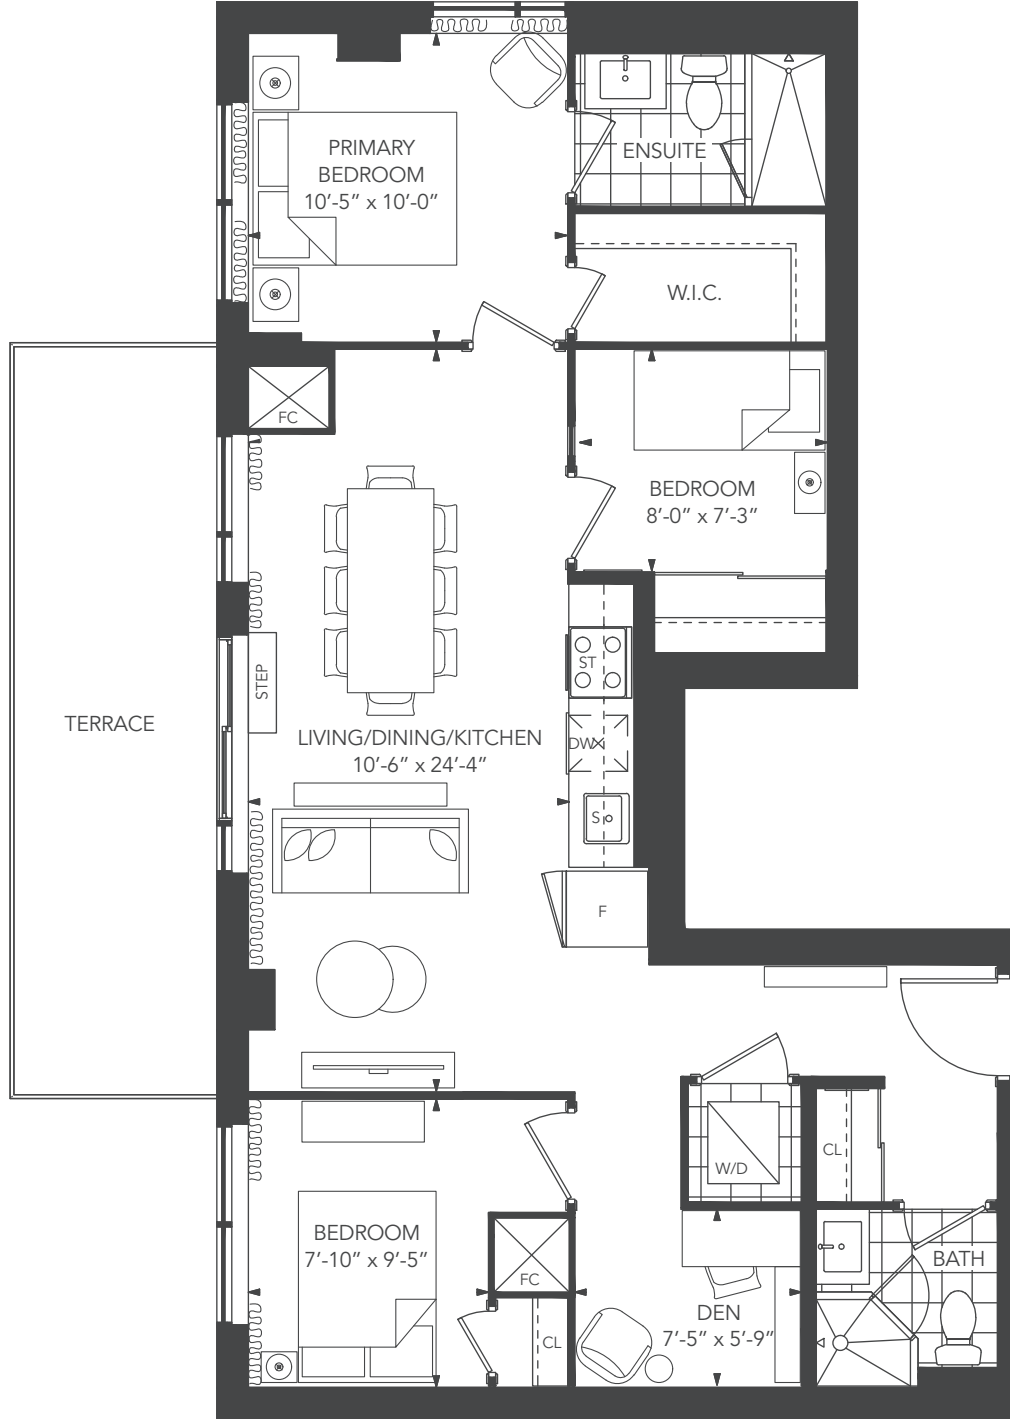 PRIMARY
BEDROOM
10’-5” x 10’-0”
ENSUITE
W.I.C.
FC
BEDROOM
8’-0” x 7’-3”
ST
STEP
TERRACE
LIVING/DINING/KITCHEN
10’-6” x 24’-4”
DW
S
F
W/D
CL
BEDROOM
7’-10” x 9’-5”
FC
BATH
DEN
7’-5” x 5’-9”
CL